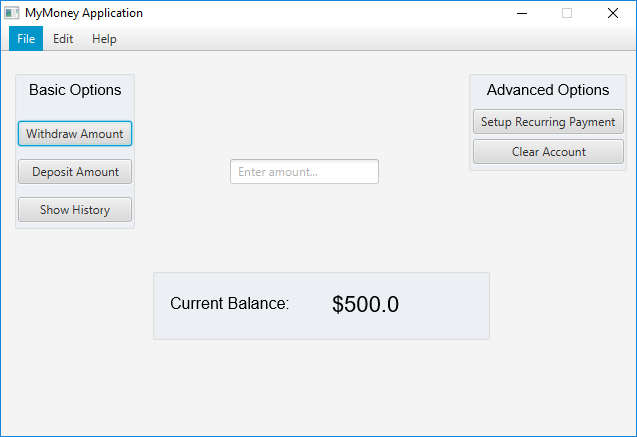 MyMoney Application
File Edit Help
Basic Options
Withdraw Amount
Deposit Amount
Show History
Enter amount...
Advanced Options
Setup Recurring Payment
Clear Account
Current Balance: $500.0